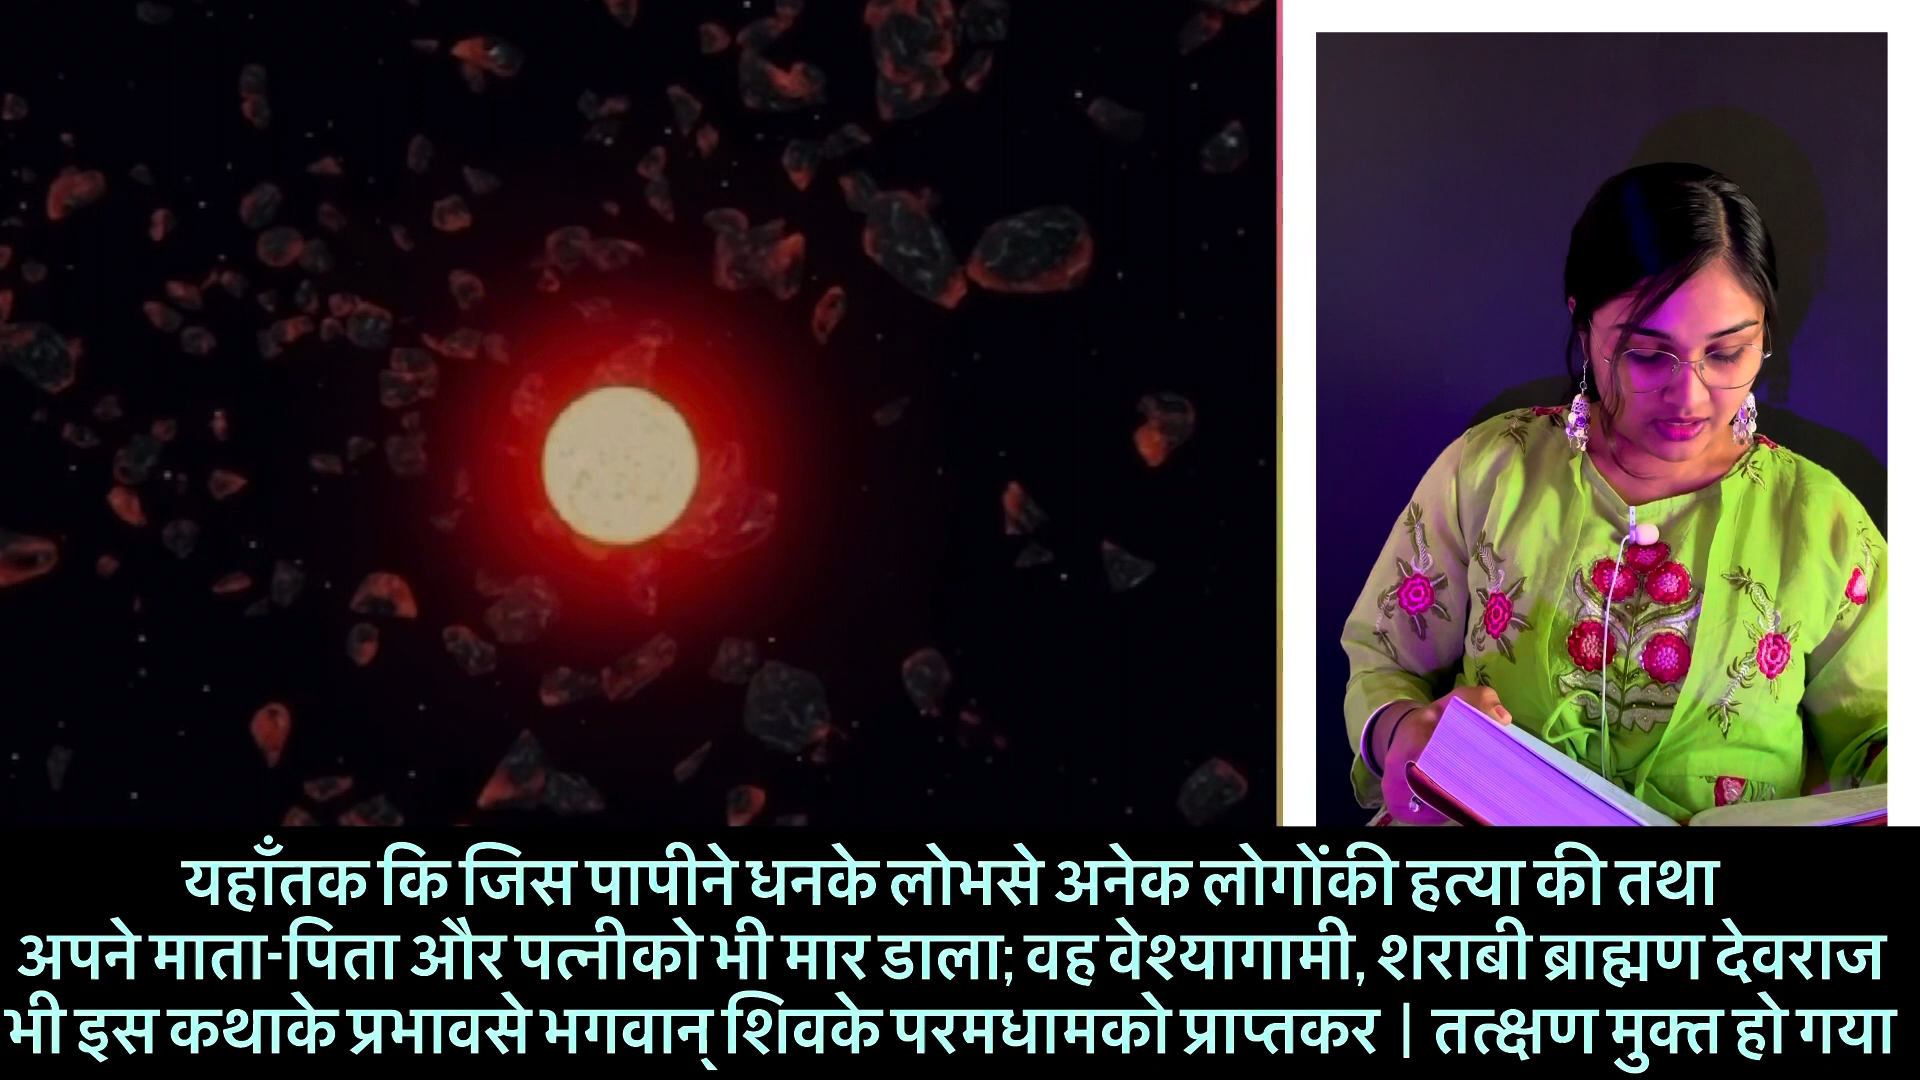 यहाँतक कि जिस पापीने धनके लोभसे अनेक लोगोंकी हत्या की तथा
अपने माता-पिता और पत्नीको भी मार डाला; वह वेश्यागामी, शराबी ब्राह्मण देवराज
भी इस कथाके प्रभावसे भगवान् शिवके परमधामको प्राप्तकर | तत्क्षण मुक्त हो गया